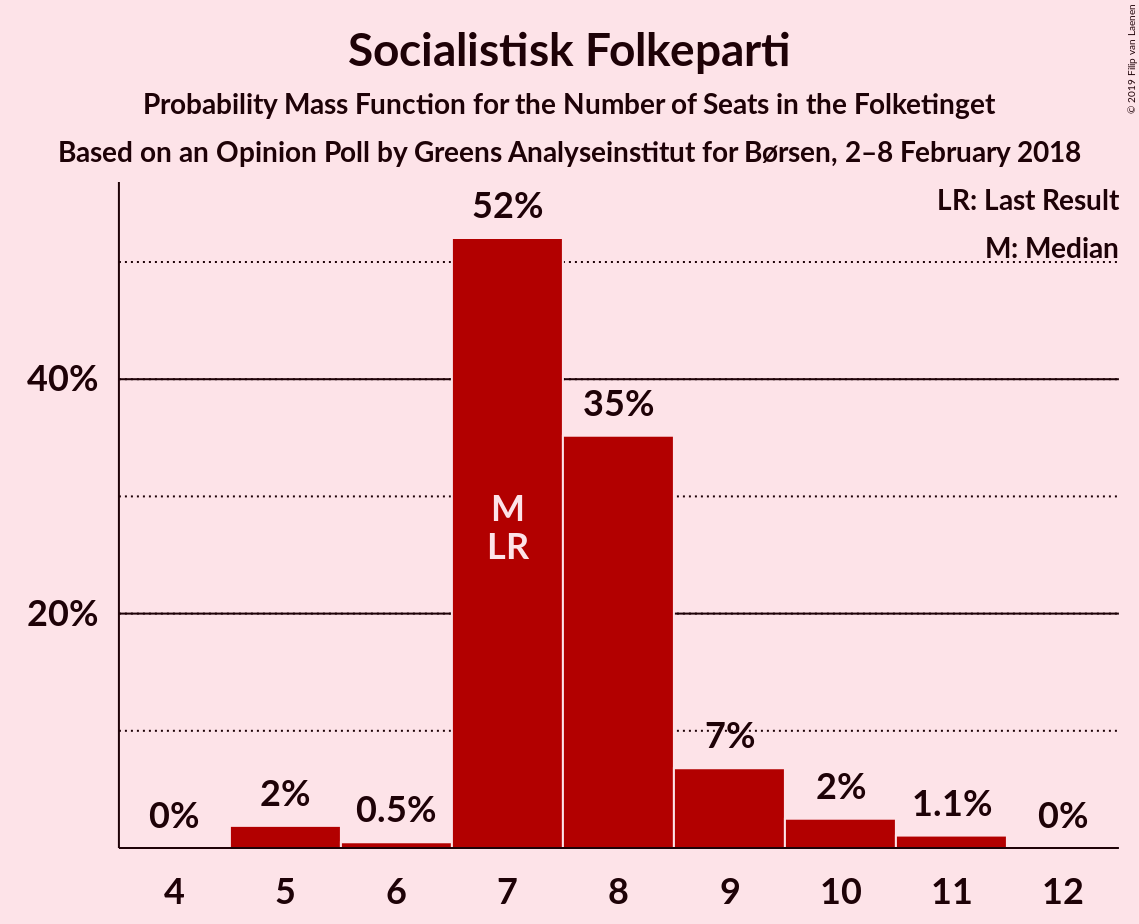 Socialistisk Folkeparti
Probability Mass Function for the Number of Seats in the Folketinget
Based on an Opinion Poll by Greens Analyseinstitut for Børsen, 2–8 February 2018
© 2019 Filip van Laenen
LR: Last Result
M: Median
52%
40%
35%
M
LR
20%
7%
0%
2%
0.5%
2%
1.1%
0%
4 5 6 7 8 9 10 11 12